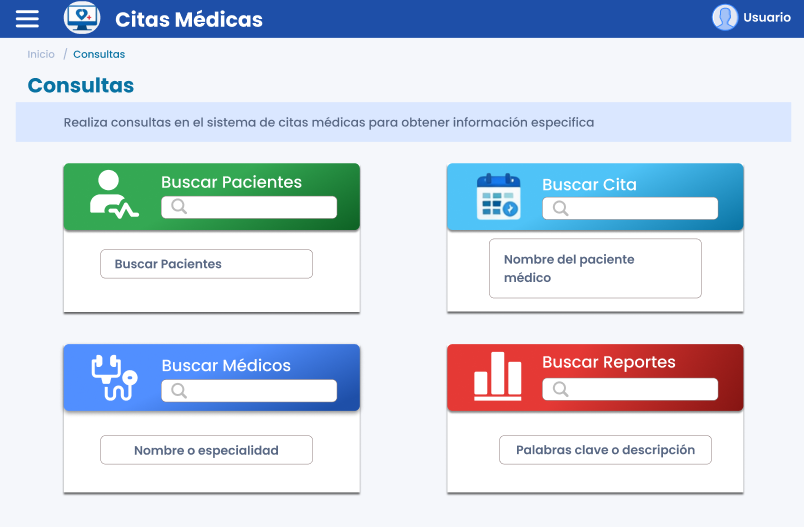 Citas Médicas
Usuario
Inicio / Consultas
Consultas
Realiza consultas en el sistema de citas médicas para obtener información especifica
Buscar Pacientes
Buscar Pacientes
Buscar Cita
Nombre del paciente
médico
Buscar Médicos
Nombre o especialidad
Buscar Reportes
Palabras clave o descripción